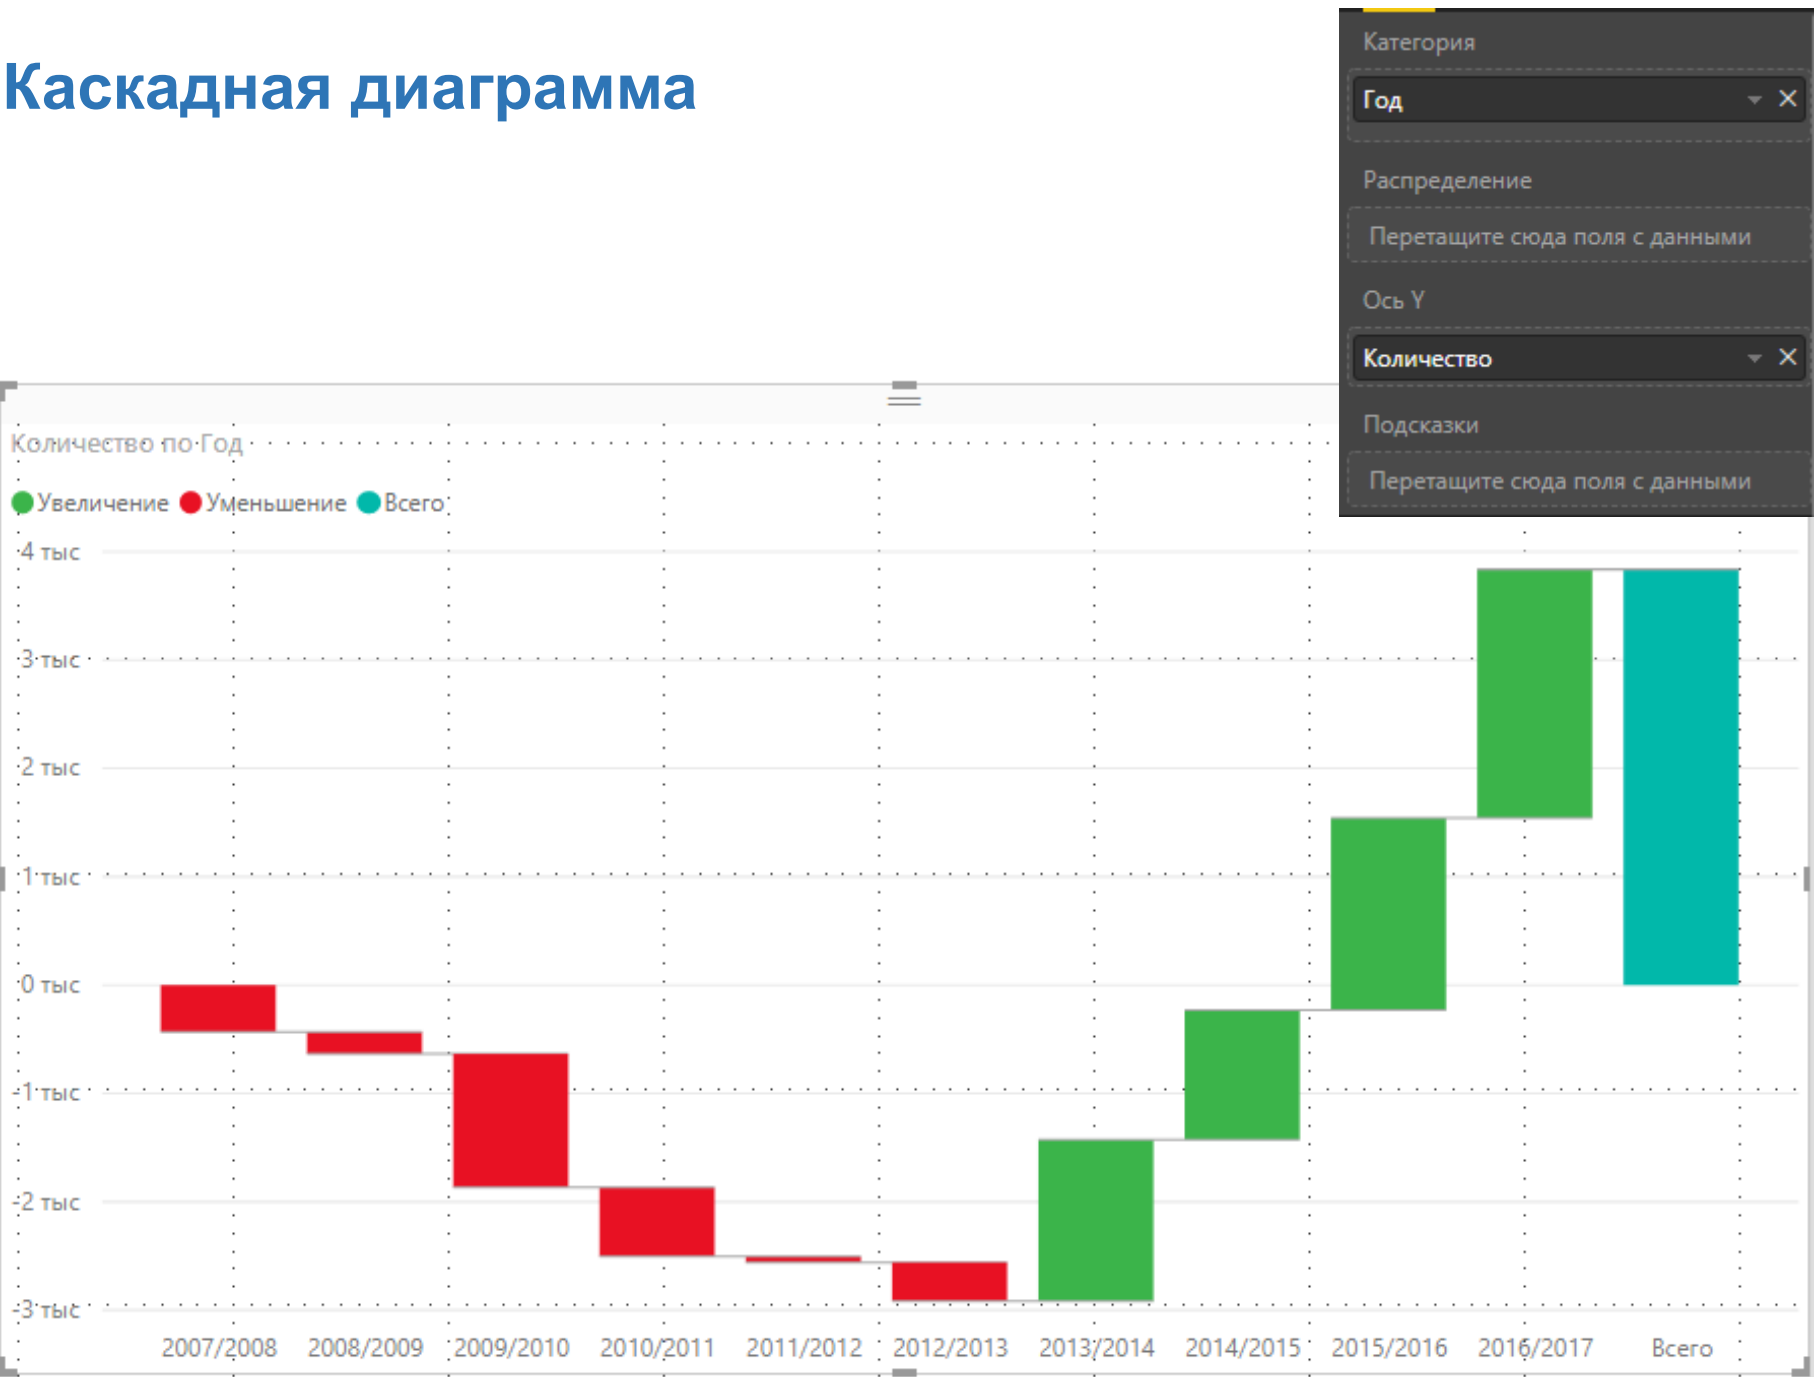 Каскадная диаграмма
Категория
Год
Распределение
Перетащите сюда поля с данными
Ось Y
Количество
Подсказки
Перетащите сюда поля с данными
Количество по Год
Увеличение Уменьшение Всего
4 тыс
3 тыс
2 тыс
1 тыс
0 тыс
-1 тыс
-2 тыс
-3 тыс
2007/2008 2008/2009 2009/2010 2010/2011 2011/2012 2012/2013 2013/2014 2014/2015 2015/2016 2016/2017 Всего